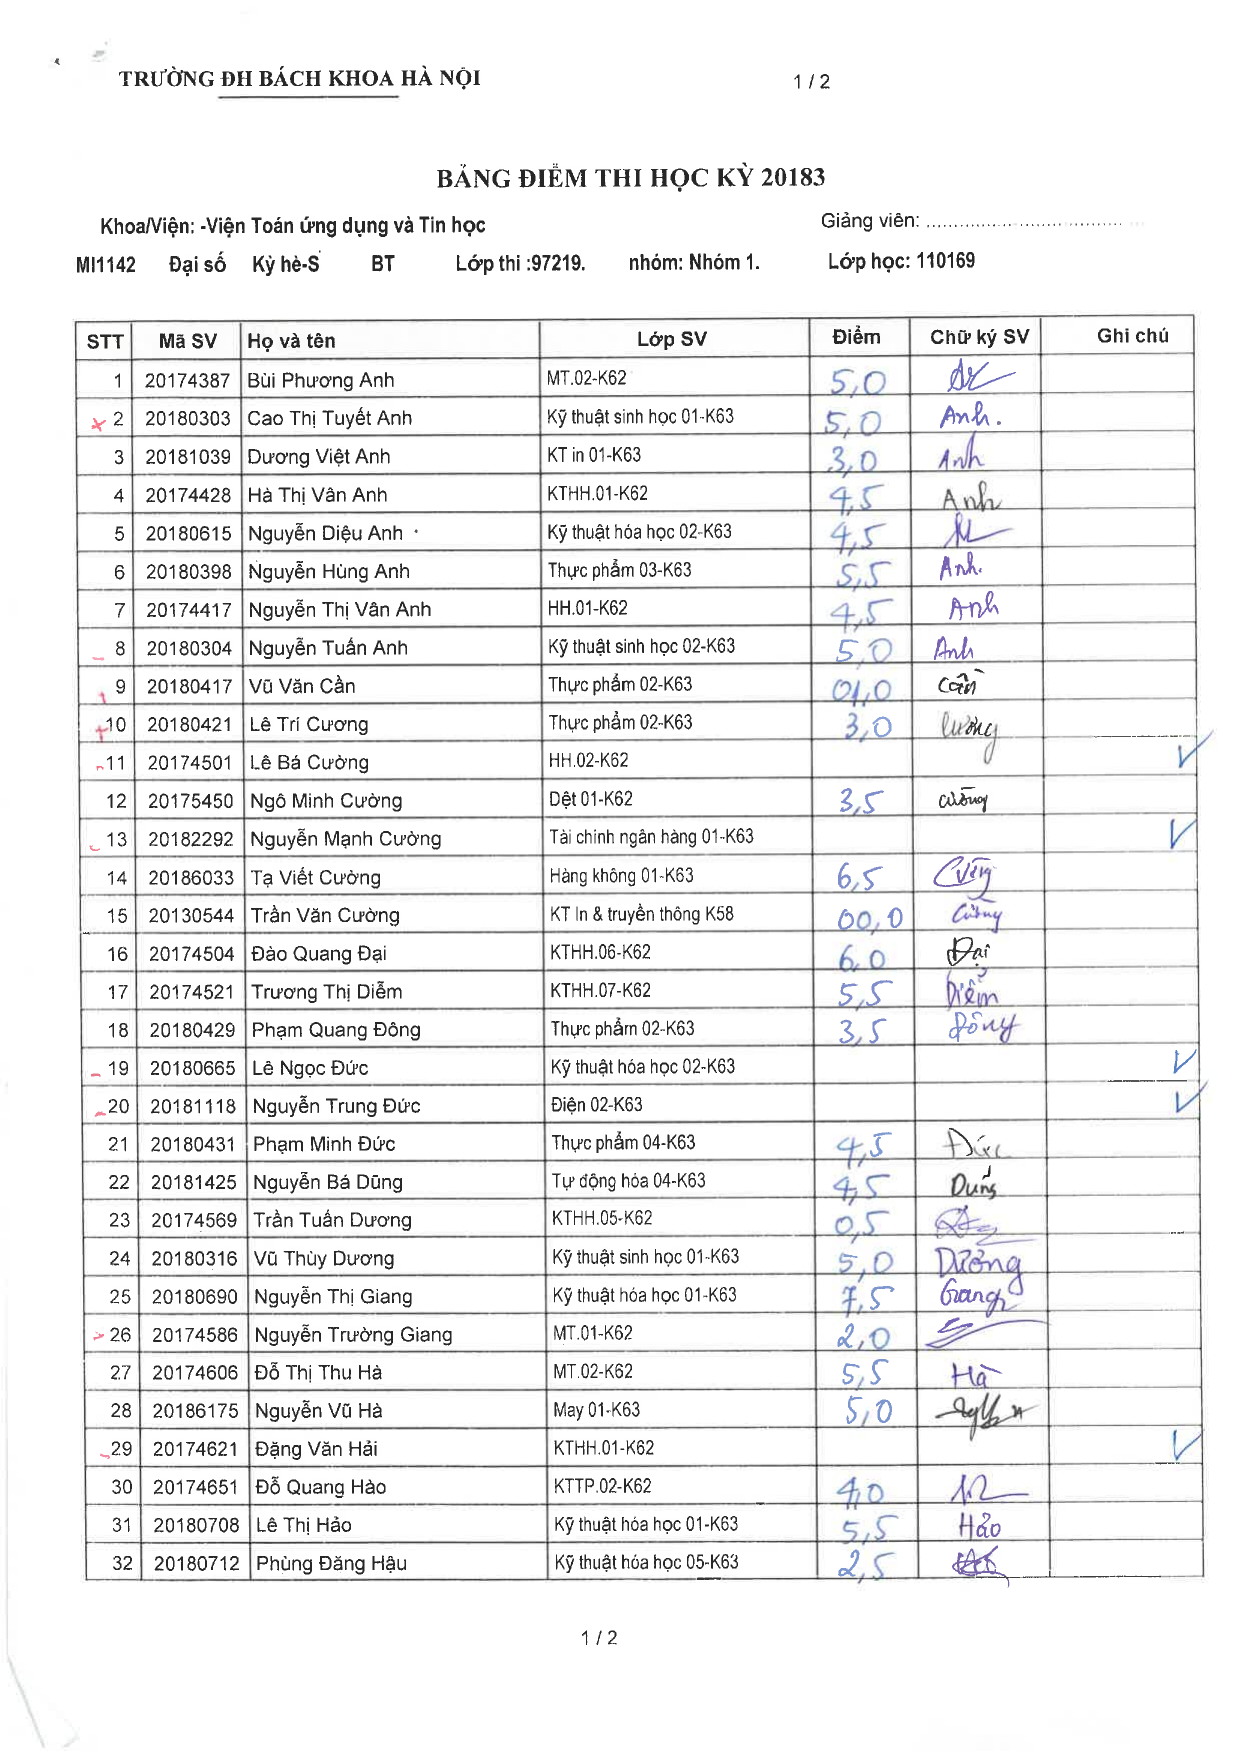 TRƯỜNG ĐH BÁCH KHOA HÀ NỘI 1 / 2
BẢNG ĐIỂM THI HỌC KỲ 20183
Khoa/Viện: -Viện Toán ứng dụng và Tin học Giảng viên: ........................................
MI1142 Đại số Kỳ hè-S BT Lớp thi :97219. nhóm: Nhóm 1. Lớp học: 110169
STT Mã SV Họ và tên Lớp SV Điểm Chữ ký SV Ghi chú
1 20174387 Bùi Phương Anh MT.02-K62 5,0
2 20180303 Cao Thị Tuyết Anh Kỹ thuật sinh học 01-K63 5,0 Anh.
3 20181039 Dương Việt Anh KT in 01-K63 3,0 Anh
4 20174428 Hà Thị Vân Anh KTHH.01-K62 4,5 Anh
5 20180615 Nguyễn Diệu Anh Kỹ thuật hóa học 02-K63 4,5
6 20180398 Nguyễn Hùng Anh Thực phẩm 03-K63 5,5 Anh.
7 20174417 Nguyễn Thị Vân Anh HH.01-K62 4,5 Anh
8 20180304 Nguyễn Tuấn Anh Kỹ thuật sinh học 02-K63 5,0 Anh
9 20180417 Vũ Văn Cần Thực phẩm 02-K63 01,0 Cần
10 20180421 Lê Trí Cương Thực phẩm 02-K63 3,0 Cương
11 20174501 Lê Bá Cường HH.02-K62 ✓
12 20175450 Ngô Minh Cường Dệt 01-K62 3,5 Cường
13 20182292 Nguyễn Mạnh Cường Tài chính ngân hàng 01-K63 ✓
14 20186033 Tạ Viết Cường Hàng không 01-K63 6,5
15 20130544 Trần Văn Cường KT In & truyền thông K58 00,0 Cường
16 20174504 Đào Quang Đại KTHH.06-K62 6,0 Đại
17 20174521 Trương Thị Diễm KTHH.07-K62 5,5 Diễm
18 20180429 Phạm Quang Đông Thực phẩm 02-K63 3,5 Đông
19 20180665 Lê Ngọc Đức Kỹ thuật hóa học 02-K63 ✓
20 20181118 Nguyễn Trung Đức Điện 02-K63 ✓
21 20180431 Phạm Minh Đức Thực phẩm 04-K63 4,5 Đức
22 20181425 Nguyễn Bá Dũng Tự động hóa 04-K63 4,5 Dũng
23 20174569 Trần Tuấn Dương KTHH.05-K62 0,5
24 20180316 Vũ Thùy Dương Kỹ thuật sinh học 01-K63 5,0 Dương
25 20180690 Nguyễn Thị Giang Kỹ thuật hóa học 01-K63 7,5 Giang
26 20174586 Nguyễn Trường Giang MT.01-K62 2,0
27 20174606 Đỗ Thị Thu Hà MT.02-K62 5,5 Hà
28 20186175 Nguyễn Vũ Hà May 01-K63 5,0
29 20174621 Đặng Văn Hải KTHH.01-K62 ✓
30 20174651 Đỗ Quang Hào KTTP.02-K62 4,0
31 20180708 Lê Thị Hảo Kỹ thuật hóa học 01-K63 5,5 Hảo
32 20180712 Phùng Đăng Hậu Kỹ thuật hóa học 05-K63 2,5
1 / 2